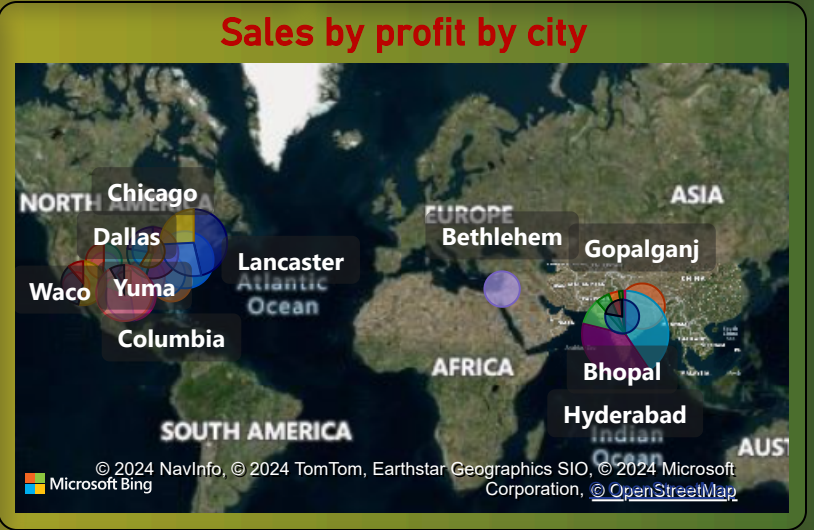 Sales by profit by city
ASIA
Chicago
NORTH AMERICA
EUROPE
Dallas
Bethlehem
Gopalganj
Lancaster
Waco
Yuma
Atlantic
Ocean
Columbia
AFRICA
Bhopal
Hyderabad
SOUTH AMERICA
Indian
Ocean
AUST
© 2024 NavInfo, © 2024 TomTom, Earthstar Geographics SIO, © 2024 Microsoft
Microsoft Bing
Corporation, © OpenStreetMap